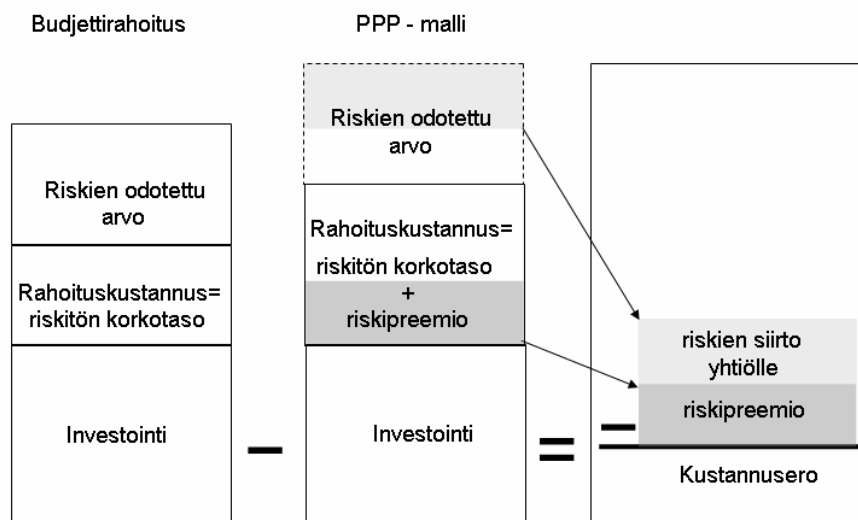 Budjettirahoitus
PPP - malli
Riskien odotettu
arvo
Rahoituskustannus=
riskitön korkotaso
Investointi
–
Riskien odotettu
arvo
Rahoituskustannus=
riskitön korkotaso
+
riskipreemio
Investointi
=
riskien siirto
yhtiölle
–
riskipreemio
Kustannusero